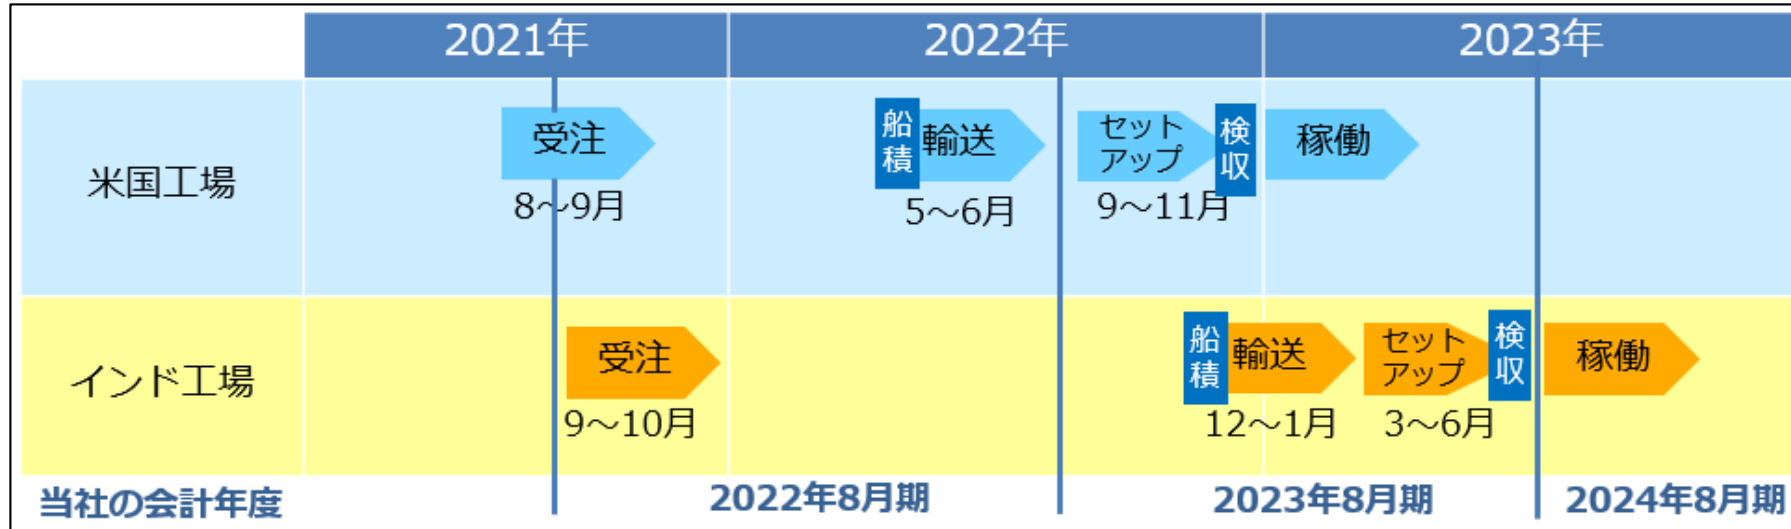 2021年
2022年
2023年
米国工場
受注
8～9月
船積
輸送
5～6月
セット
アップ
9～11月
検収
稼働
インド工場
受注
9～10月
船積
輸送
12～1月
セット
アップ
3～6月
検収
稼働
当社の会計年度
2022年8月期
2023年8月期
2024年8月期